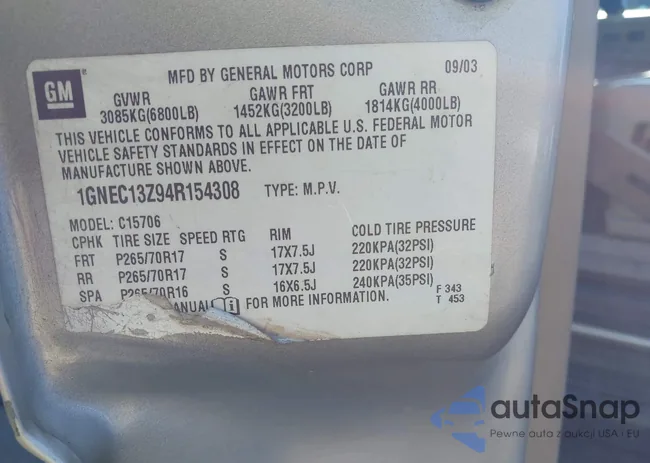 GM
MFD BY GENERAL MOTORS CORP 09/03
GVWR GAWR FRT GAWR RR
3085KG(6800LB) 1452KG(3200LB) 1814KG(4000LB)
THIS VEHICLE CONFORMS TO ALL APPLICABLE U.S. FEDERAL MOTOR
VEHICLE SAFETY STANDARDS IN EFFECT ON THE DATE OF
MANUFACTURE SHOWN ABOVE.
1GNEC13Z94R154308 TYPE: M.P.V.
MODEL: C15706
CPHK TIRE SIZE SPEED RTG RIM COLD TIRE PRESSURE
FRT P265/70R17 S 17X7.5J 220KPA(32PSI)
RR P265/70R17 S 17X7.5J 220KPA(32PSI)
SPA P265/70R16 S 16X6.5J 240KPA(35PSI)
MANUAL i FOR MORE INFORMATION.
F 343
T 453
autaSnap
Pewne auta z aukcji USA i EU